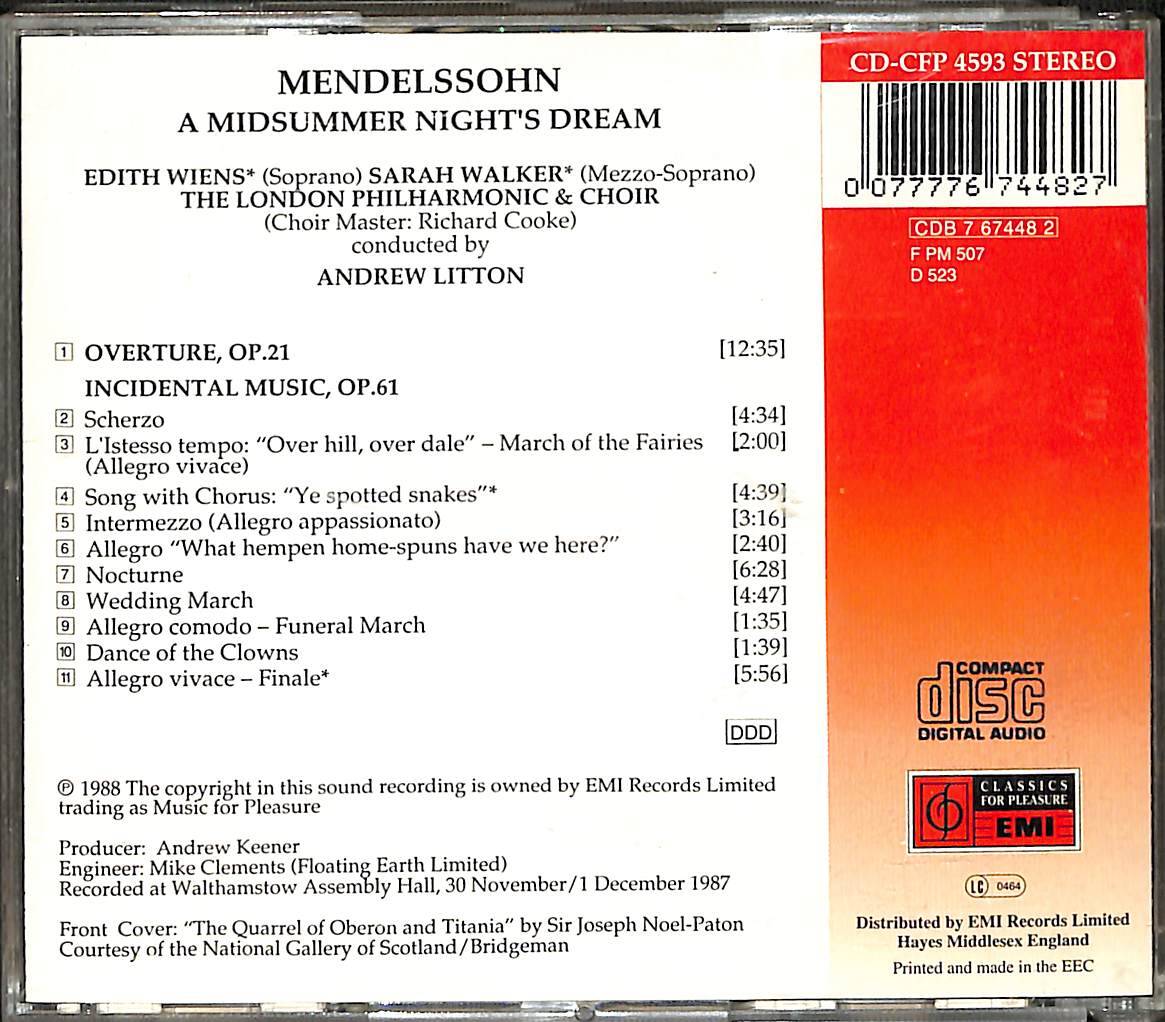 MENDELSSOHN
A MIDSUMMER NIGHT'S DREAM
EDITH WIENS* (Soprano) SARAH WALKER* (Mezzo-Soprano)
THE LONDON PHILHARMONIC & CHOIR
(Choir Master: Richard Cooke)
conducted by
ANDREW LITTON
1 OVERTURE, OP.21 [12:35]
INCIDENTAL MUSIC, OP.61
2 Scherzo [4:34]
3 L'Istesso tempo: “Over hill, over dale” – March of the Fairies [2:00]
(Allegro vivace)
4 Song with Chorus: “Ye spotted snakes”* [4:39]
5 Intermezzo (Allegro appassionato) [3:16]
6 Allegro “What hempen home-spuns have we here?” [2:40]
7 Nocturne [6:28]
8 Wedding March [4:47]
9 Allegro comodo – Funeral March [1:35]
10 Dance of the Clowns [1:39]
11 Allegro vivace – Finale* [5:56]
DDD
℗ 1988 The copyright in this sound recording is owned by EMI Records Limited
trading as Music for Pleasure
Producer: Andrew Keener
Engineer: Mike Clements (Floating Earth Limited)
Recorded at Walthamstow Assembly Hall, 30 November/1 December 1987
Front Cover: “The Quarrel of Oberon and Titania” by Sir Joseph Noel-Paton
Courtesy of the National Gallery of Scotland/Bridgeman
CD-CFP 4593 STEREO
0 077776 744827
CDB 7 67448 2
F PM 507
D 523
COMPACT
disc
DIGITAL AUDIO
CLASSICS
FOR PLEASURE
EMI
LC 0464
Distributed by EMI Records Limited
Hayes Middlesex England
Printed and made in the EEC